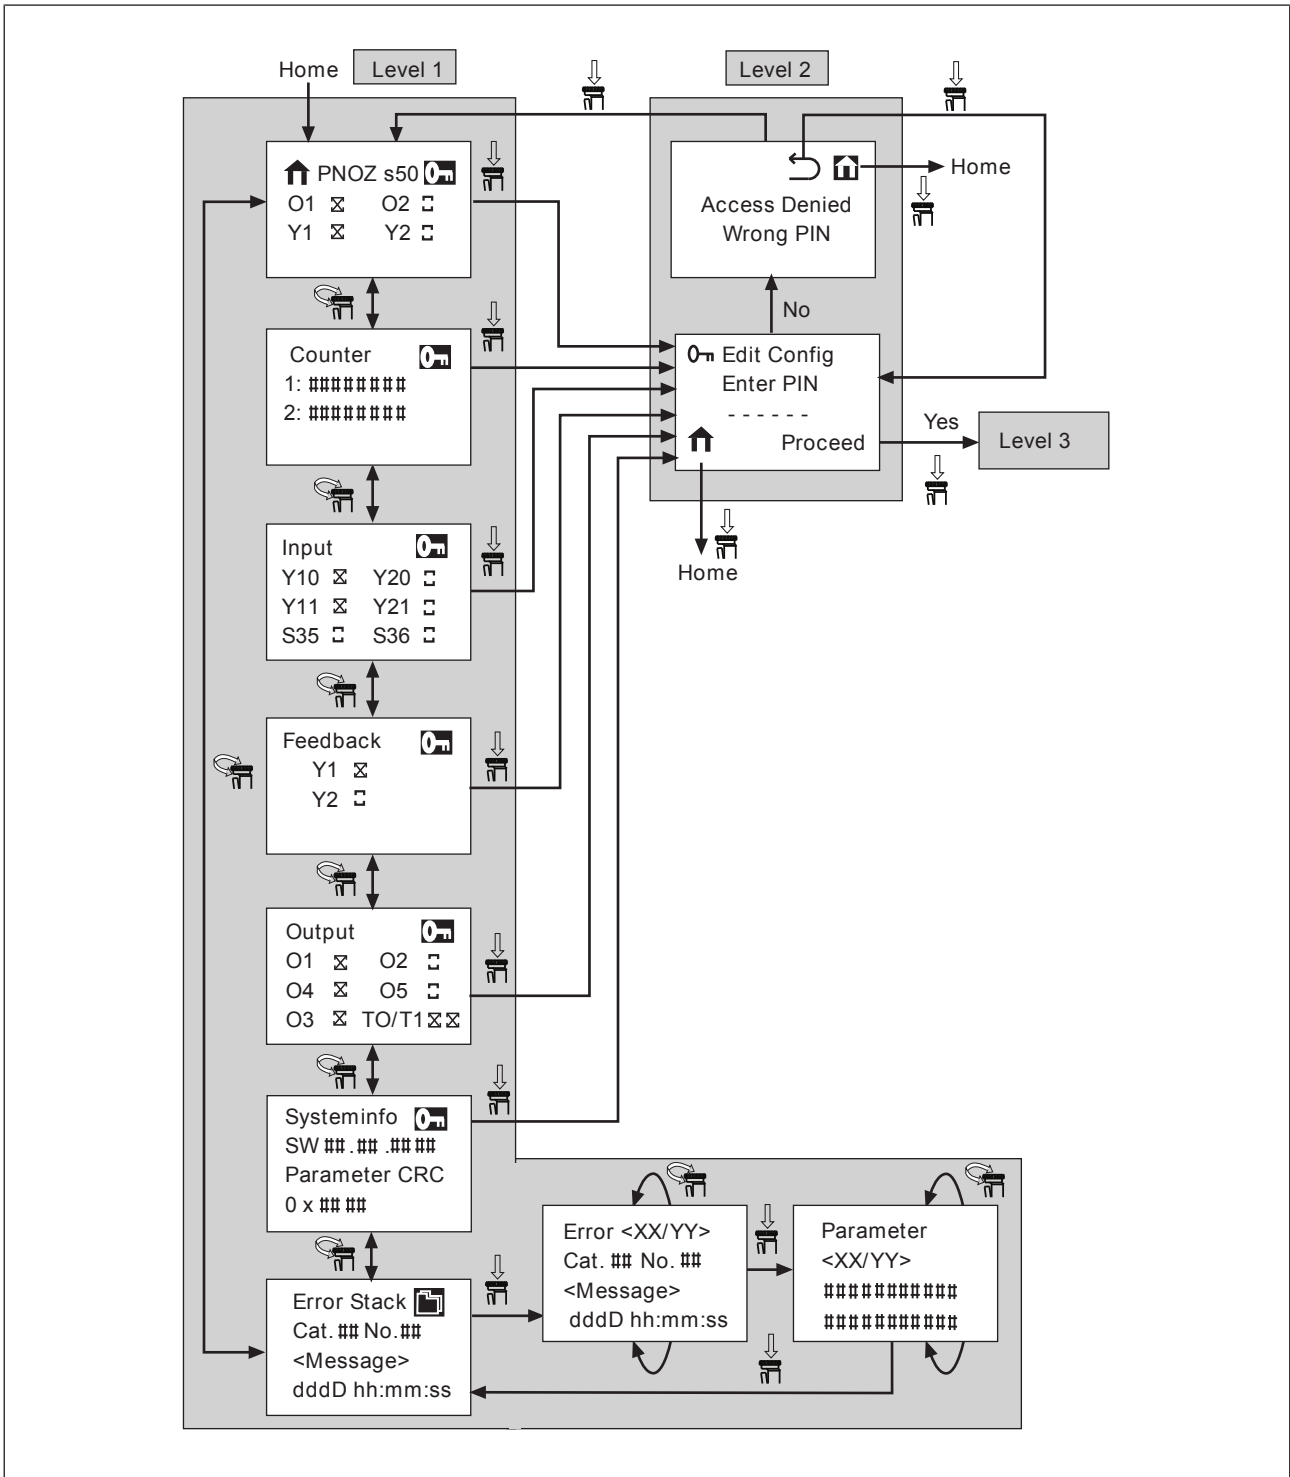 Home
Level 1
PNOZ s50
O1 O2
Y1 Y2
Counter
1: ########
2: ########
Input
Y10 Y20
Y11 Y21
S35 S36
Feedback
Y1
Y2
Output
O1 O2
O4 O5
O3 TO/T1
Systeminfo
SW ##.##.####
Parameter CRC
0 x ## ##
Error Stack
Cat. ## No. ##
<Message>
dddD hh:mm:ss
Error <XX/YY>
Cat. ## No. ##
<Message>
dddD hh:mm:ss
Parameter
<XX/YY>
###########
###########
Level 2
Home
Access Denied
Wrong PIN
No
Edit Config
Enter PIN
- - - - - -
Proceed
Yes
Level 3
Home